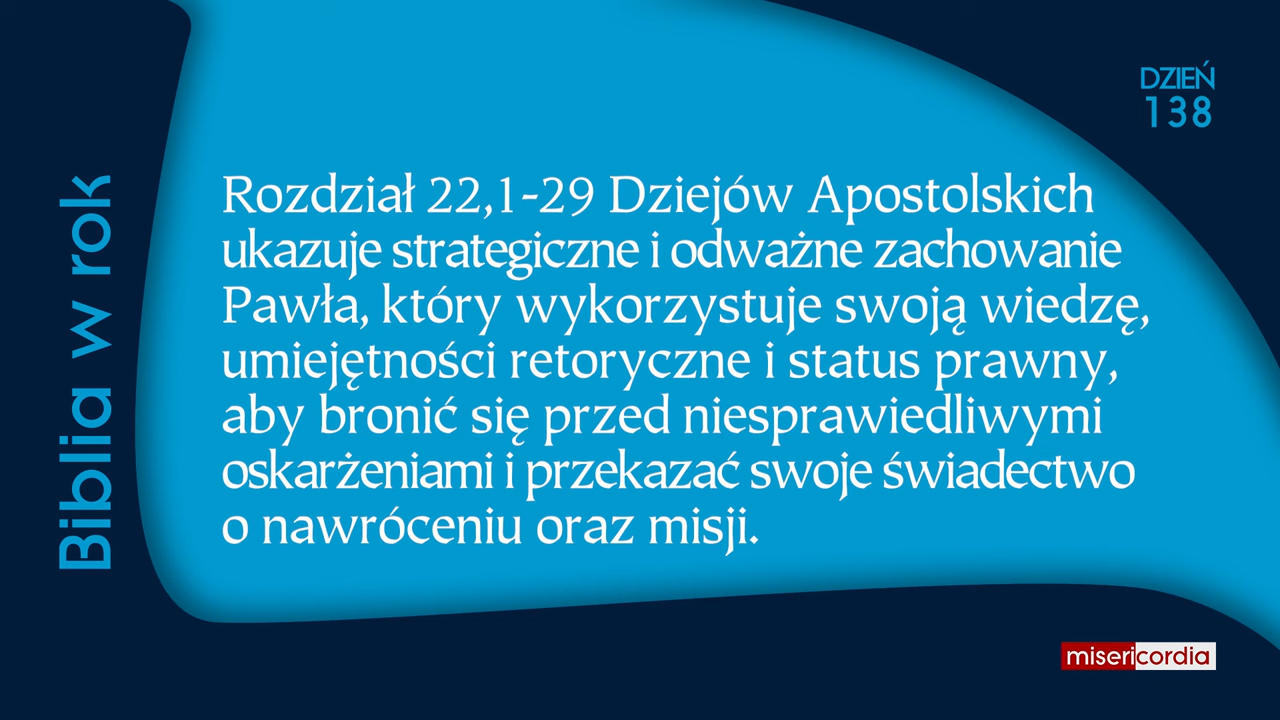 DZIEŃ
138
Biblia w rok
Rozdział 22,1-29 Dziejów Apostolskich
ukazuje strategiczne i odważne zachowanie
Pawła, który wykorzystuje swoją wiedzę,
umiejętności retoryczne i status prawny,
aby bronić się przed niesprawiedliwymi
oskarżeniami i przekazać swoje świadectwo
o nawróceniu oraz misji.
misericordia